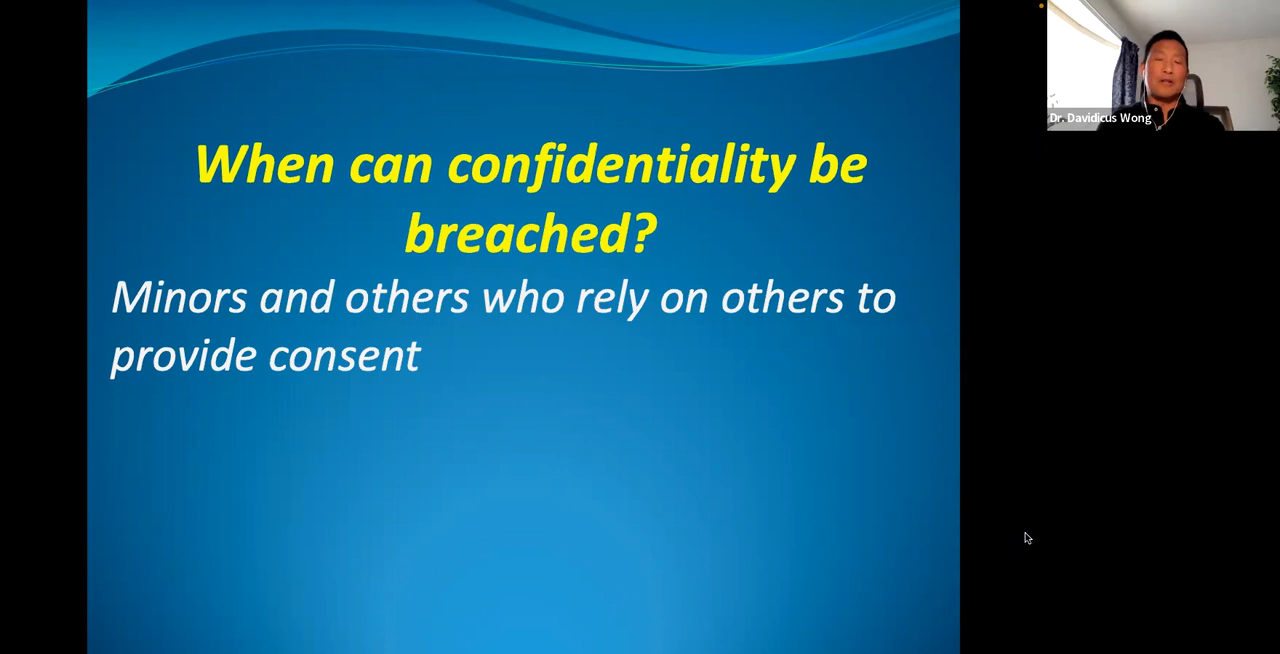 When can confidentiality be
breached?
Minors and others who rely on others to
provide consent
Dr. Davidicus Wong